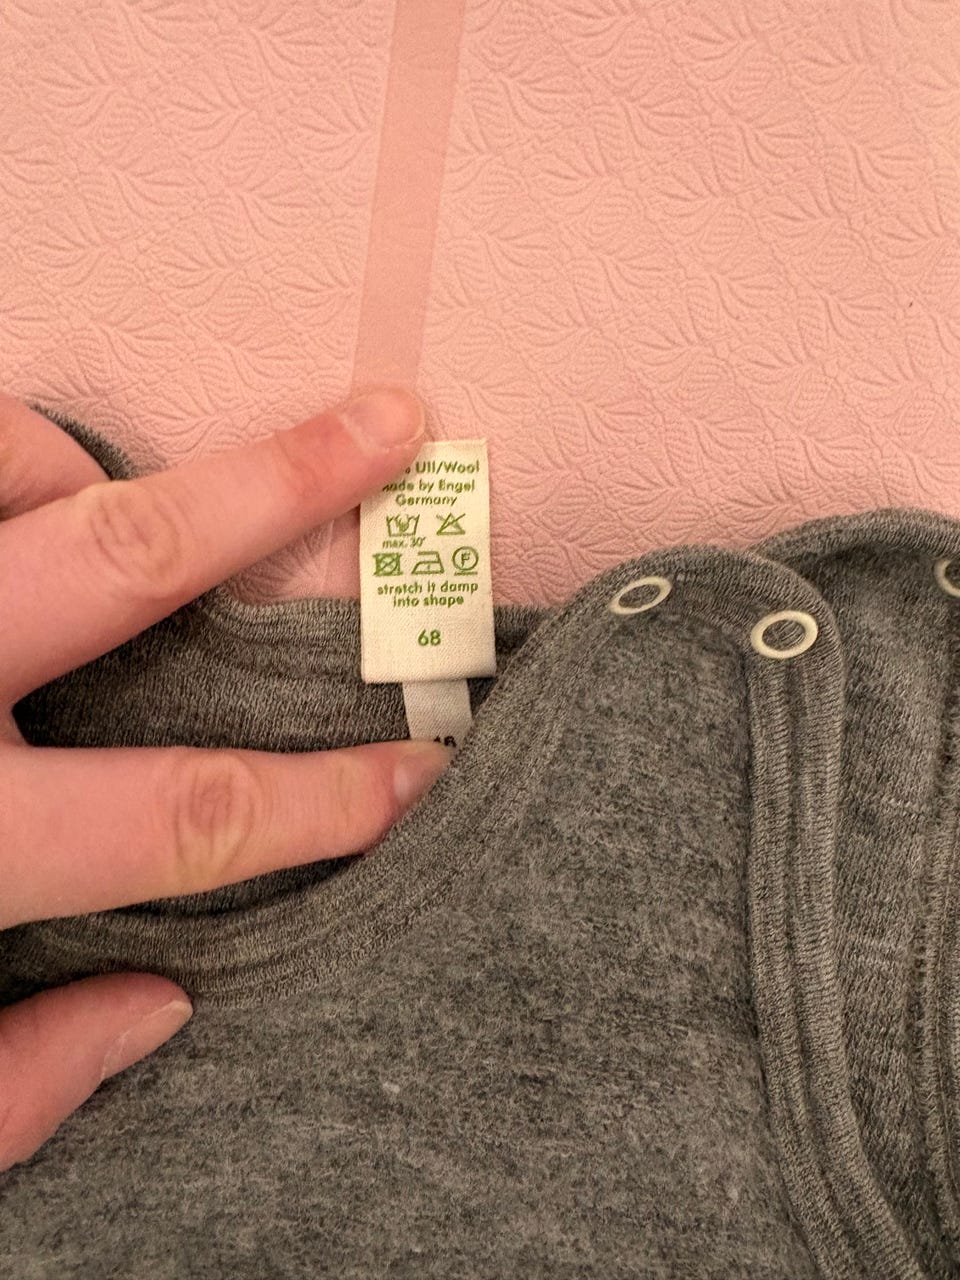 Ull/Wool
Made by Engel
Germany
max. 30°
F
stretch it damp
into shape
68